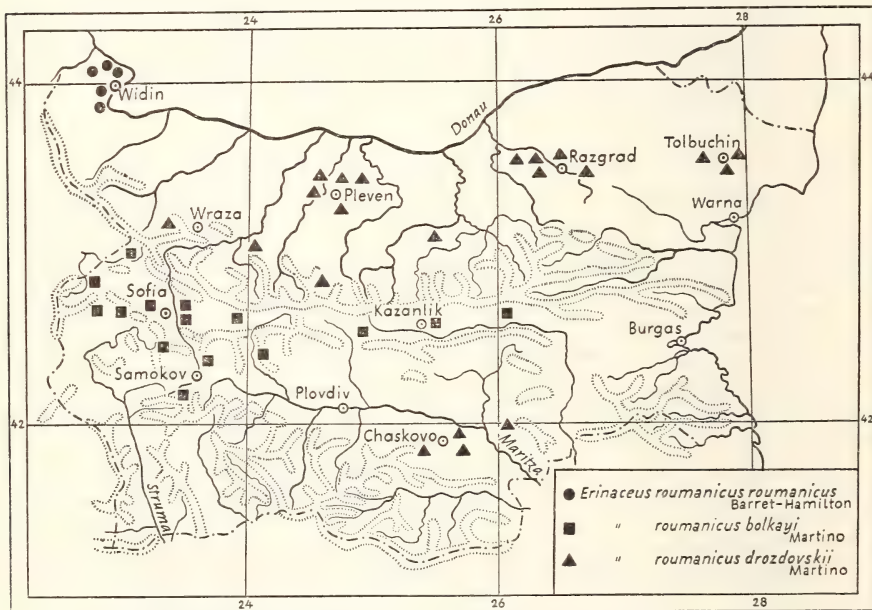 24
26
28
44
44
Widin
Donau
Razgrad
Tolbuchin
Pleven
Warna
Wraza
Sofia
Kazanlik
Burgas
Samokov
Plovdiv
42
42
Chaskovo
Maritza
Struma
Erinaceus roumanicus roumanicus
Barret-Hamilton
" roumanicus bolkayi
Martino
" roumanicus drozdovskii
Martino
24
26
28